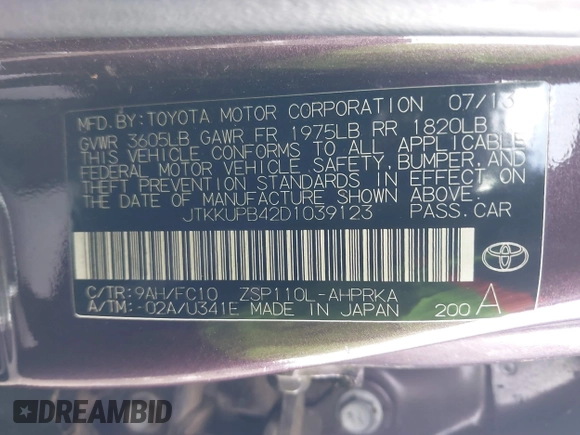 MFD.BY:TOYOTA MOTOR CORPORATION 07/13
GVWR 3605LB GAWR FR 1975LB RR 1820LB
THIS VEHICLE CONFORMS TO ALL APPLICABLE
FEDERAL MOTOR VEHICLE SAFETY, BUMPER, AND
THEFT PREVENTION STANDARDS IN EFFECT ON
THE DATE OF MANUFACTURE SHOWN ABOVE.
JTKKUPB42D1039123 PASS.CAR
C/TR:9AH/FC10 ZSP110L-AHPRKA
A/TM:-02A/U341E MADE IN JAPAN 200 A
DREAMBID